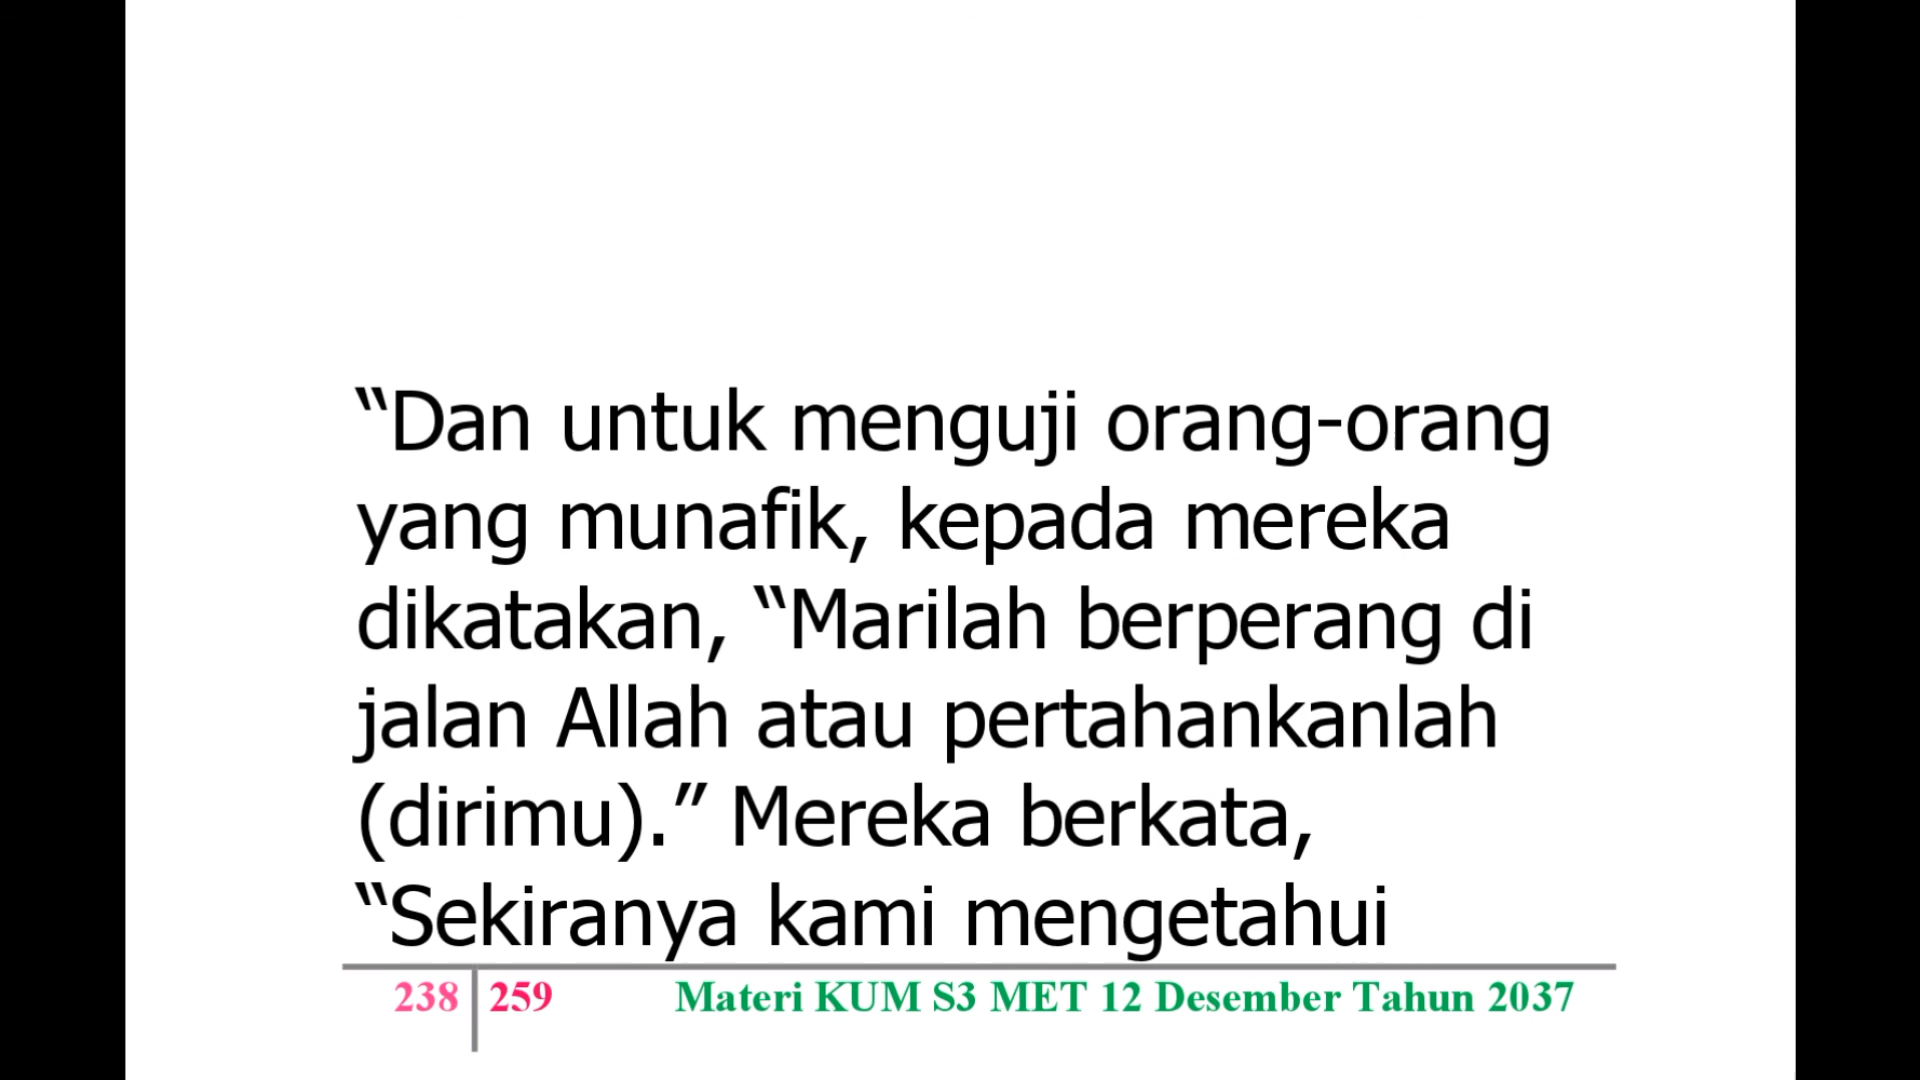 “Dan untuk menguji orang-orang
yang munafik, kepada mereka
dikatakan, “Marilah berperang di
jalan Allah atau pertahankanlah
(dirimu).” Mereka berkata,
“Sekiranya kami mengetahui
238 259 Materi KUM S3 MET 12 Desember Tahun 2037